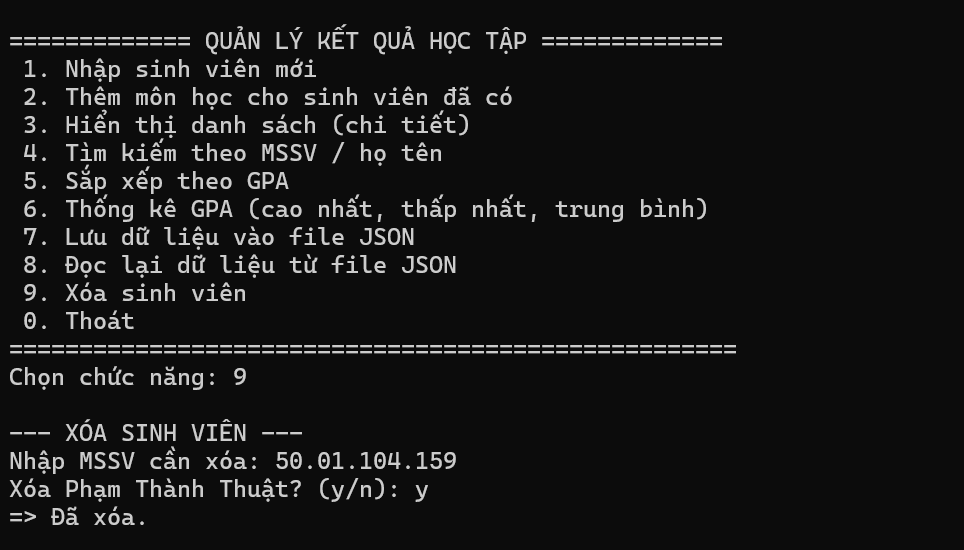 ============= QUẢN LÝ KẾT QUẢ HỌC TẬP =============
1. Nhập sinh viên mới
2. Thêm môn học cho sinh viên đã có
3. Hiển thị danh sách (chi tiết)
4. Tìm kiếm theo MSSV / họ tên
5. Sắp xếp theo GPA
6. Thống kê GPA (cao nhất, thấp nhất, trung bình)
7. Lưu dữ liệu vào file JSON
8. Đọc lại dữ liệu từ file JSON
9. Xóa sinh viên
0. Thoát
====================================================
Chọn chức năng: 9
--- XÓA SINH VIÊN ---
Nhập MSSV cần xóa: 50.01.104.159
Xóa Phạm Thành Thuật? (y/n): y
=> Đã xóa.